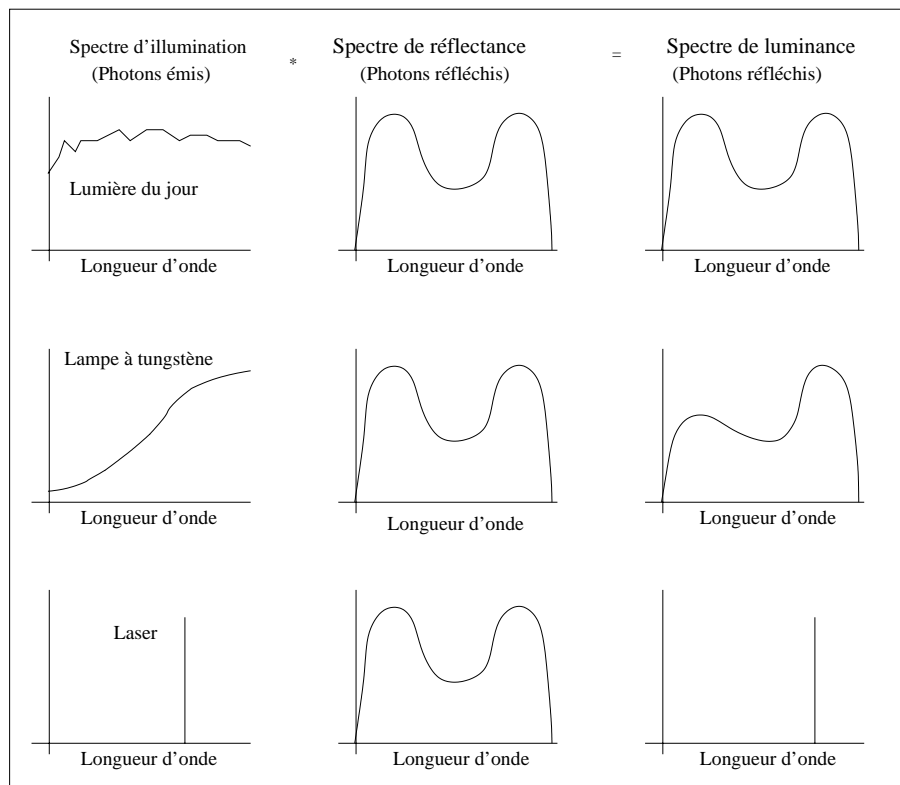 Spectre d'illumination
(Photons émis)
*
Spectre de réflectance
(Photons réfléchis)
=
Spectre de luminance
(Photons réfléchis)
Lumière du jour
Longueur d'onde
Longueur d'onde
Longueur d'onde
Lampe à tungstène
Longueur d'onde
Longueur d'onde
Longueur d'onde
Laser
Longueur d'onde
Longueur d'onde
Longueur d'onde